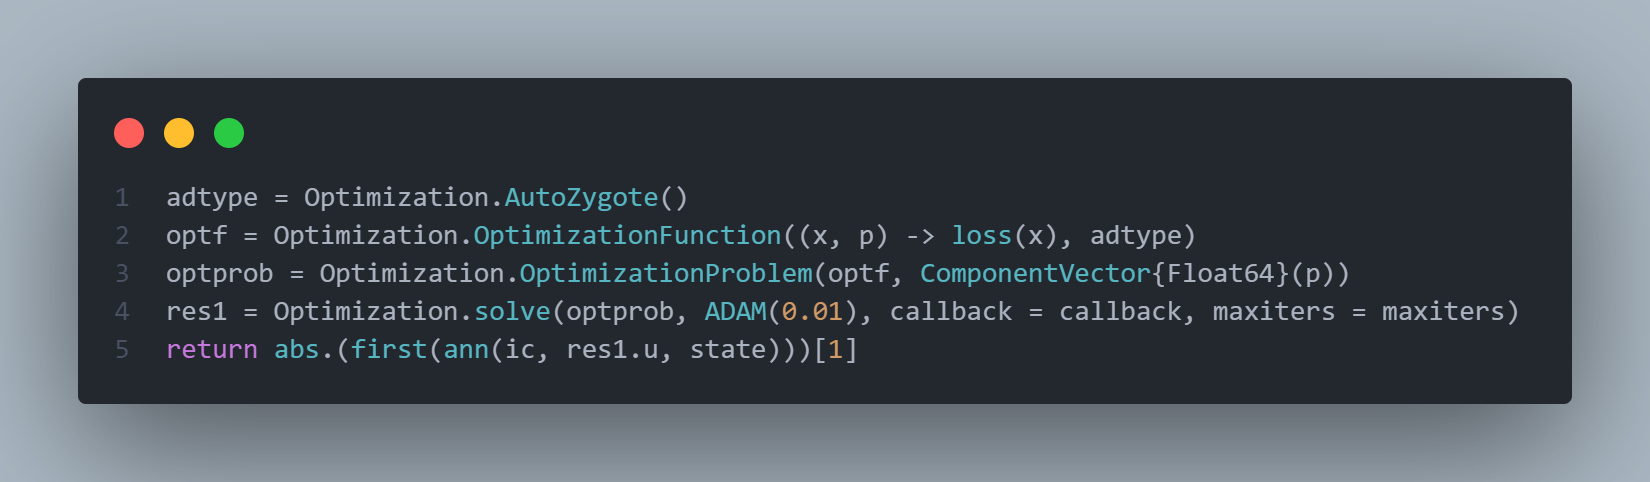 1 adtype = Optimization.AutoZygote()
2 optf = Optimization.OptimizationFunction((x, p) -> loss(x), adtype)
3 optprob = Optimization.OptimizationProblem(optf, ComponentVector{Float64}(p))
4 res1 = Optimization.solve(optprob, ADAM(0.01), callback = callback, maxiters = maxiters)
5 return abs.(first(ann(ic, res1.u, state)))[1]